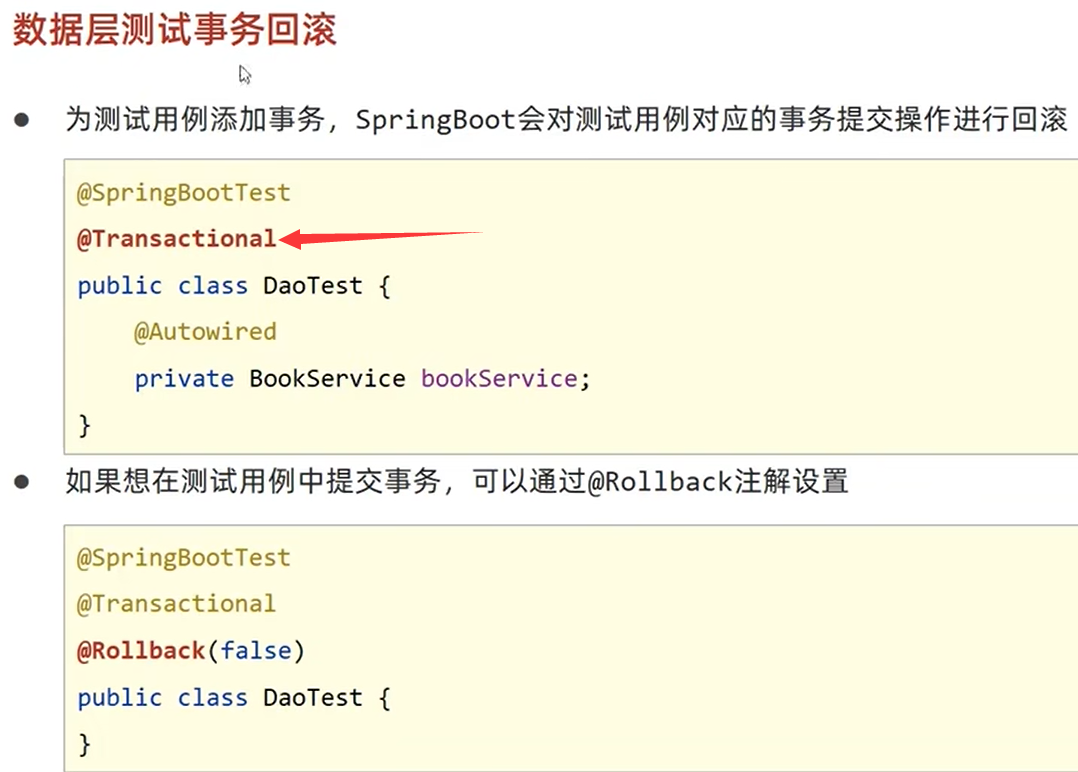 数据层测试事务回滚
● 为测试用例添加事务，SpringBoot会对测试用例对应的事务提交操作进行回滚
@SpringBootTest
@Transactional
public class DaoTest {
    @Autowired
    private BookService bookService;
}
● 如果想在测试用例中提交事务，可以通过@Rollback注解设置
@SpringBootTest
@Transactional
@Rollback(false)
public class DaoTest {
}